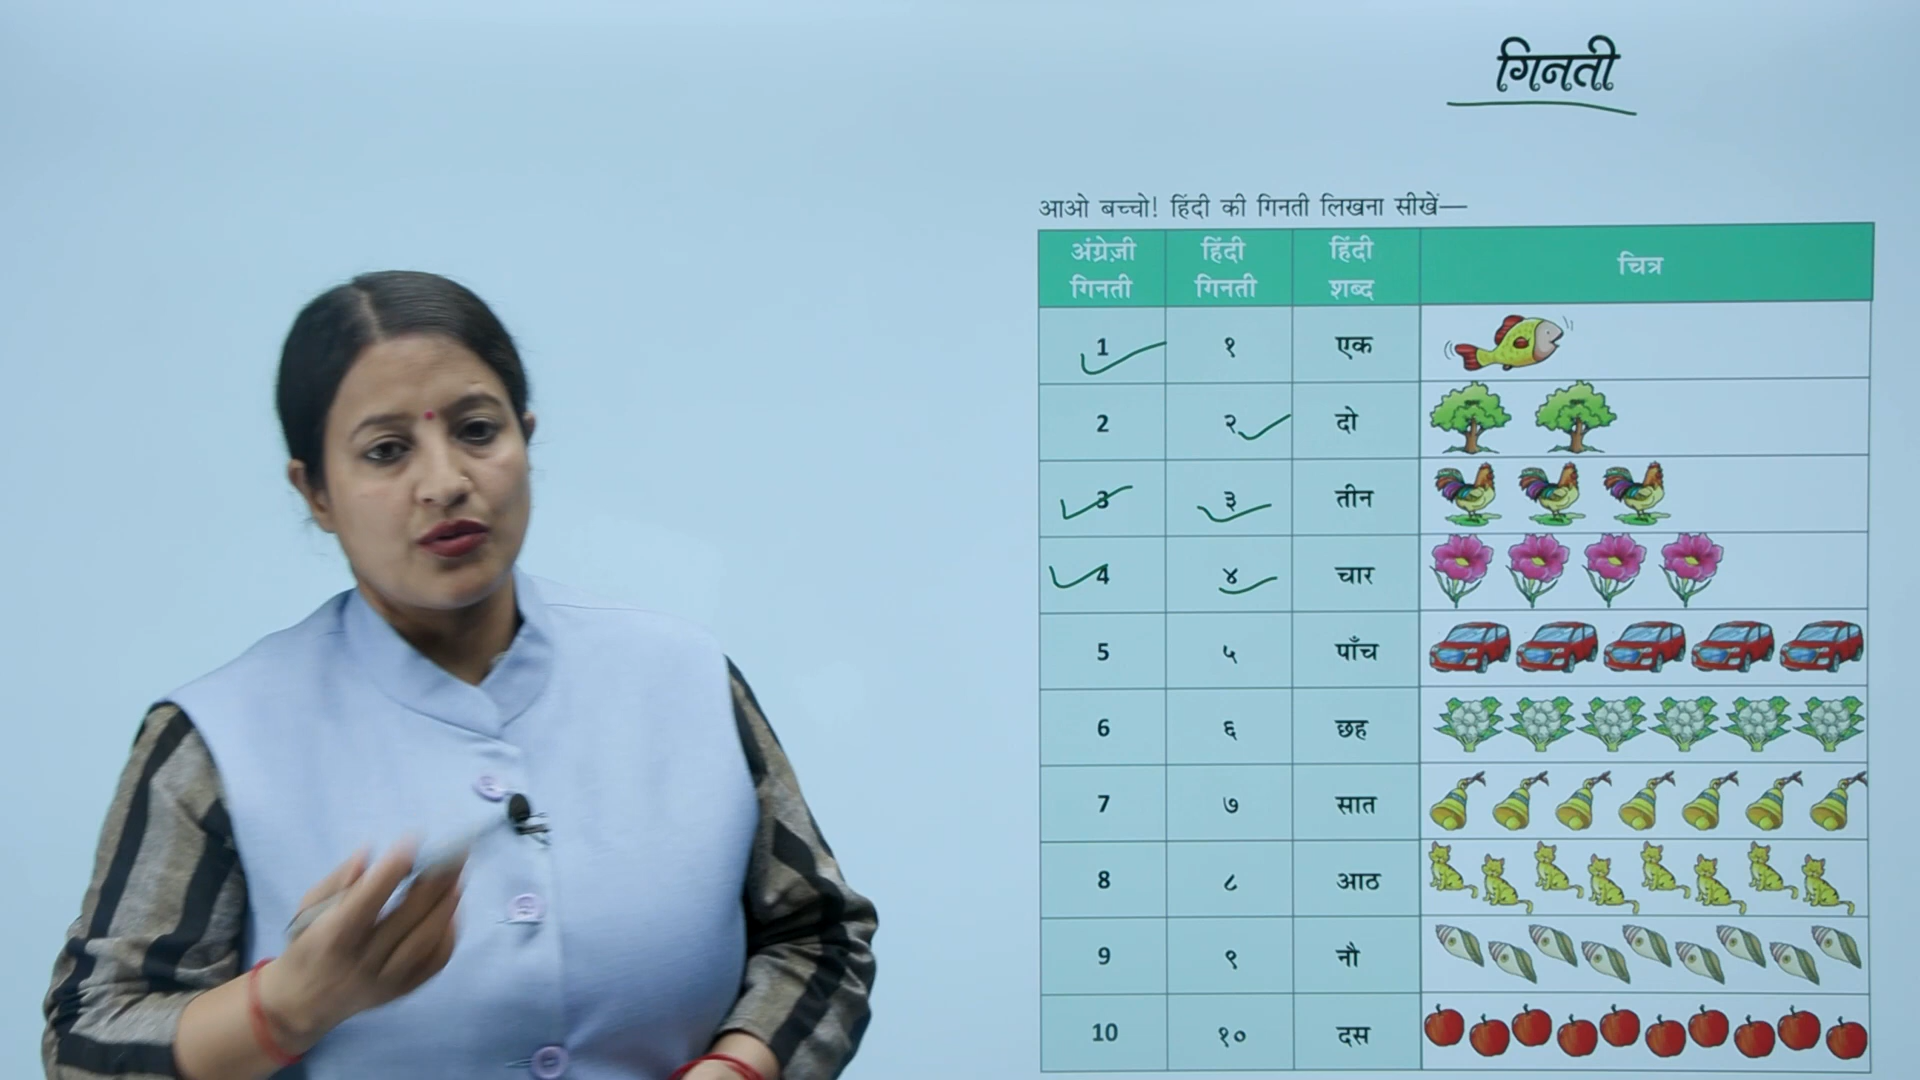 गिनती
आओ बच्चो! हिंदी की गिनती लिखना सीखें—
अंग्रेज़ी गिनती हिंदी गिनती हिंदी शब्द चित्र
1 १ एक
2 २ दो
3 ३ तीन
4 ४ चार
5 ५ पाँच
6 ६ छह
7 ७ सात
8 ८ आठ
9 ९ नौ
10 १० दस